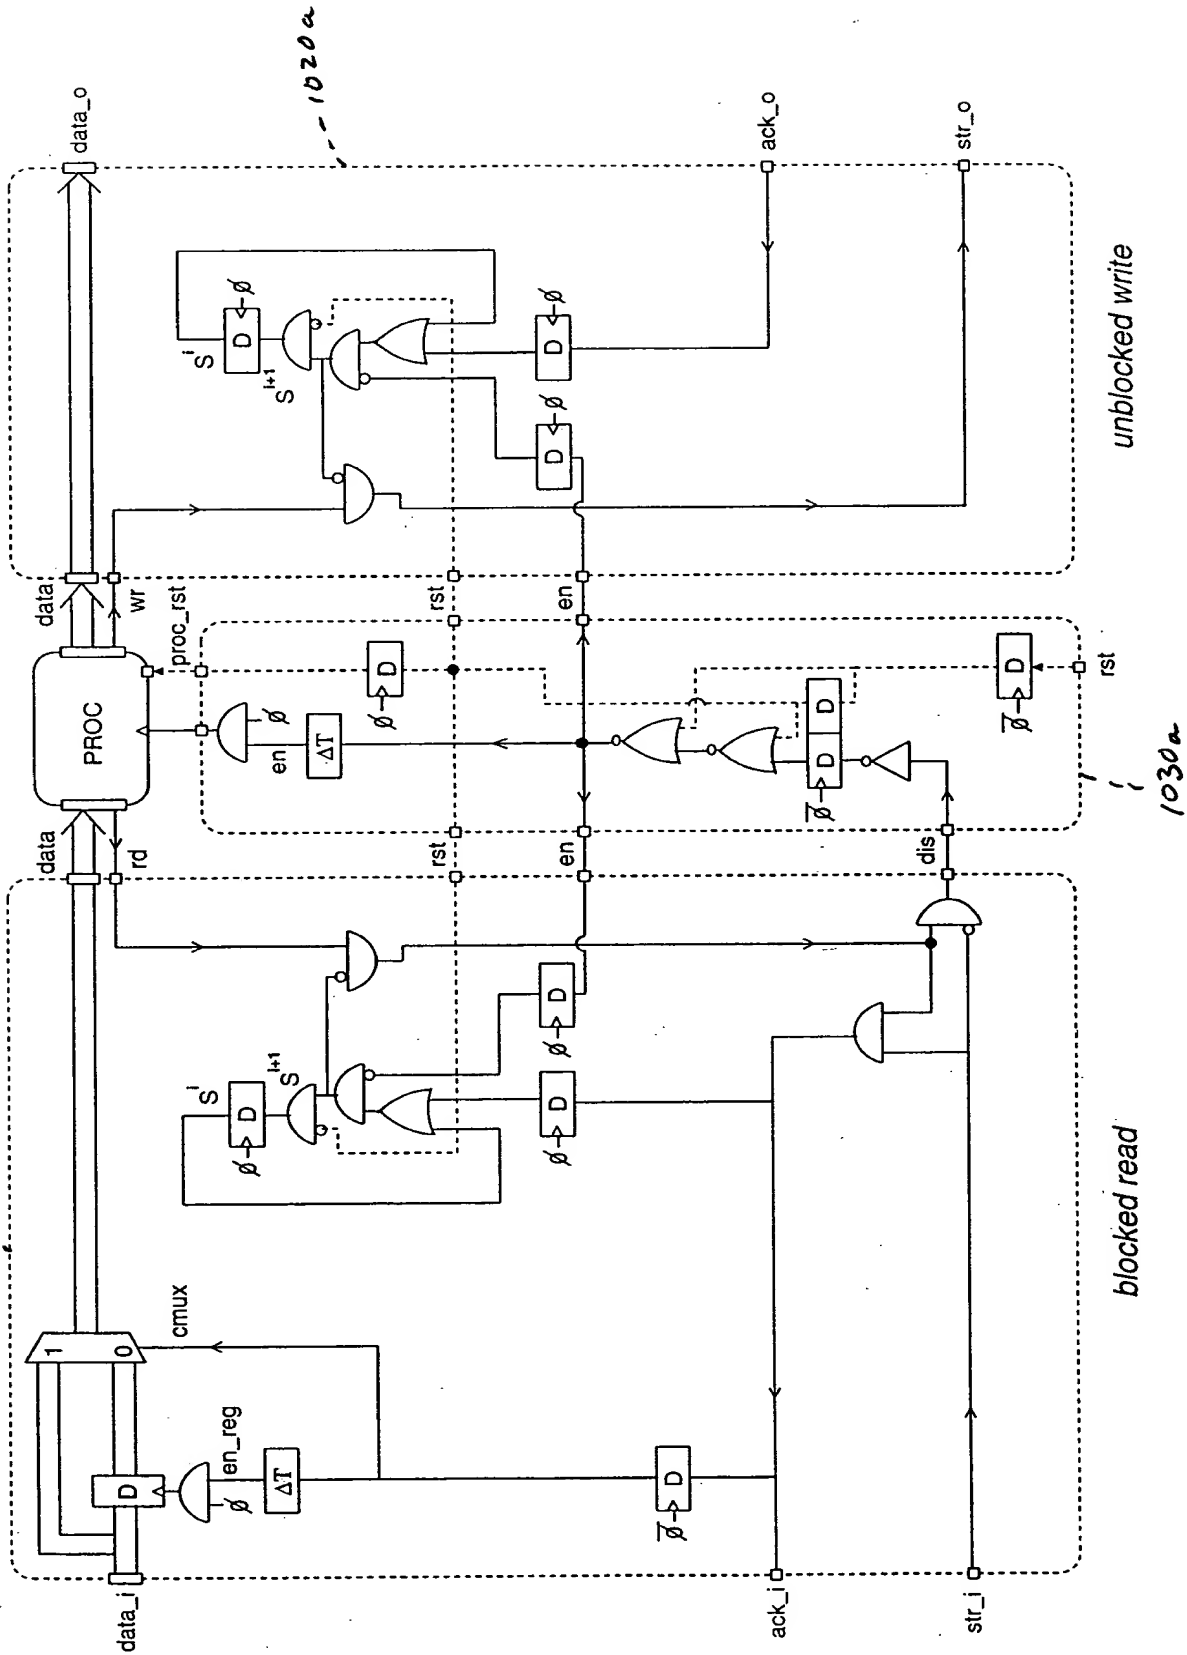 data_i
1
0
D
ø
en_reg
ΔT
cmux
D
ø̅
ack_i
str_i
blocked read
data
rd
S^i
D
ø
S^i+1
D
ø
D
ø
rst
en
dis
PROC
proc_rst
en
ø
ΔT
D
ø
D
D
ø̅
D
ø̅
rst
1030a
data
wr
rst
en
S^i
D
ø
S^i+1
D
ø
D
ø
unblocked write
data_o
1020a
ack_o
str_o